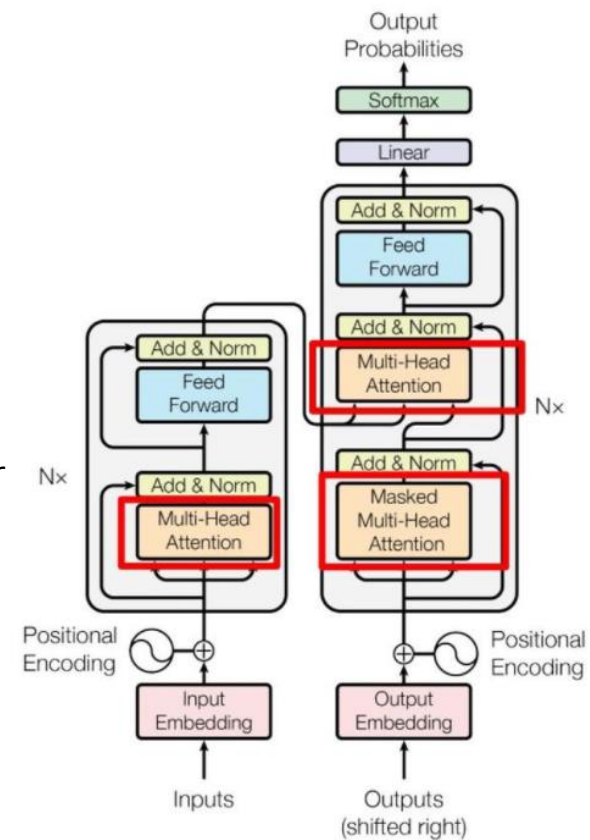 Output
Probabilities
Softmax
Linear
Add & Norm
Feed
Forward
Add & Norm
Multi-Head
Attention
Nx
Add & Norm
Masked
Multi-Head
Attention
Add & Norm
Feed
Forward
Nx
Add & Norm
Multi-Head
Attention
Positional
Encoding
Positional
Encoding
Input
Embedding
Output
Embedding
Inputs
Outputs
(shifted right)